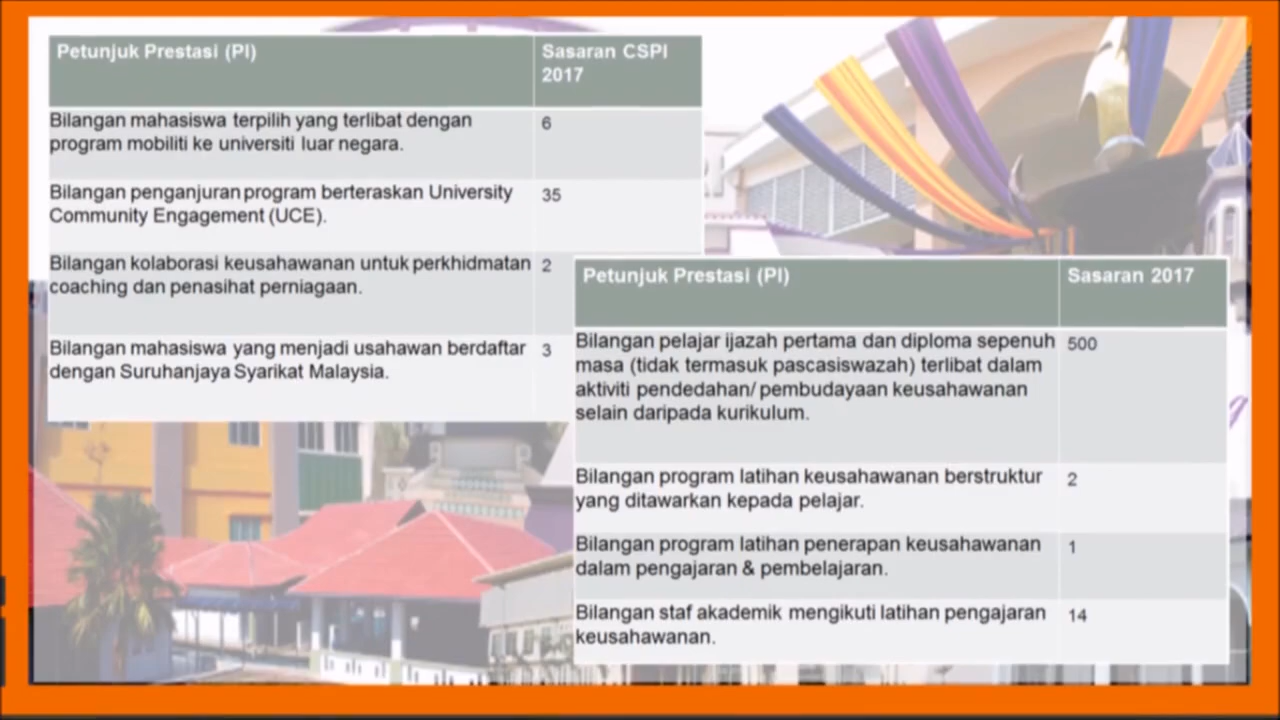 Petunjuk Prestasi (PI)
Sasaran CSPI
2017
Bilangan mahasiswa terpilih yang terlibat dengan
program mobiliti ke universiti luar negara.
6
Bilangan penganjuran program berteraskan University
Community Engagement (UCE).
35
Bilangan kolaborasi keusahawanan untuk perkhidmatan
coaching dan penasihat perniagaan.
2
Bilangan mahasiswa yang menjadi usahawan berdaftar
dengan Suruhanjaya Syarikat Malaysia.
3
Petunjuk Prestasi (PI)
Sasaran 2017
Bilangan pelajar ijazah pertama dan diploma sepenuh
masa (tidak termasuk pascasiswazah) terlibat dalam
aktiviti pendedahan/ pembudayaan keusahawanan
selain daripada kurikulum.
500
Bilangan program latihan keusahawanan berstruktur
yang ditawarkan kepada pelajar.
2
Bilangan program latihan penerapan keusahawanan
dalam pengajaran & pembelajaran.
1
Bilangan staf akademik mengikuti latihan pengajaran
keusahawanan.
14